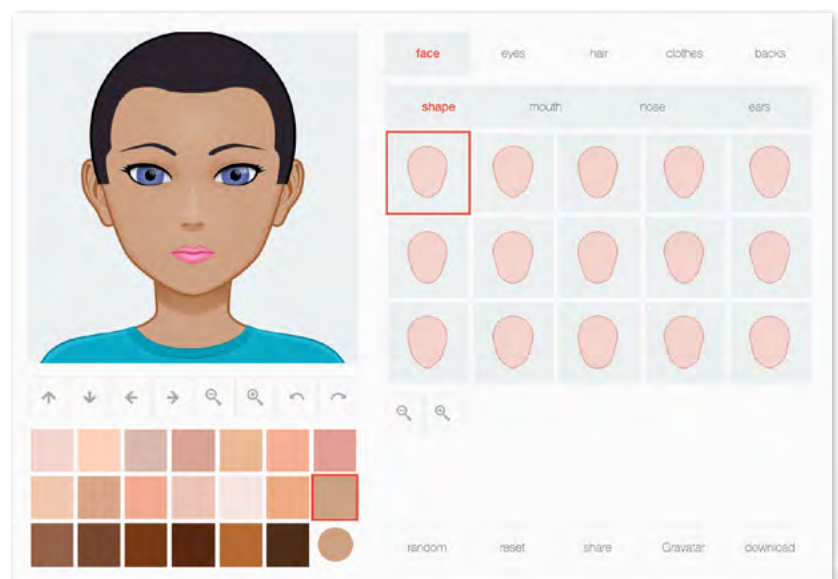 face eyes hair clothes backs
shape mouth nose ears
random reset share Gravatar download